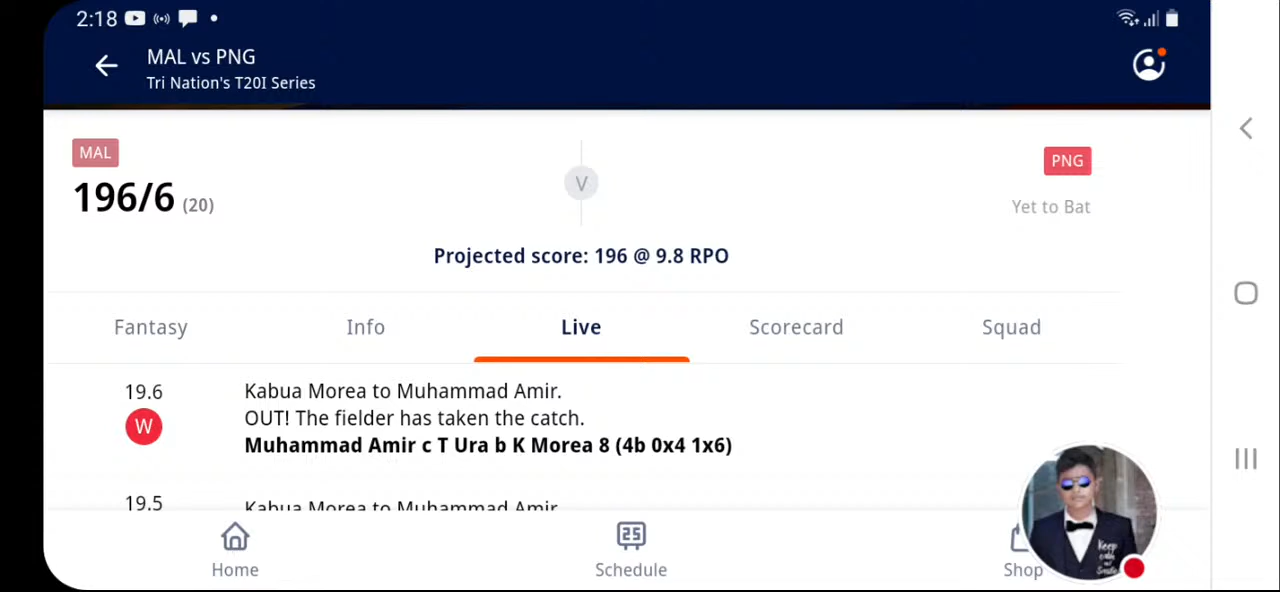 2:18
MAL vs PNG
Tri Nation's T20I Series
MAL
196/6 (20)
V
PNG
Yet to Bat
Projected score: 196 @ 9.8 RPO
Fantasy Info Live Scorecard Squad
19.6 Kabua Morea to Muhammad Amir.
W OUT! The fielder has taken the catch.
Muhammad Amir c T Ura b K Morea 8 (4b 0x4 1x6)
19.5 Kabua Morea to Muhammad Amir
25
Home Schedule Shop
Keep